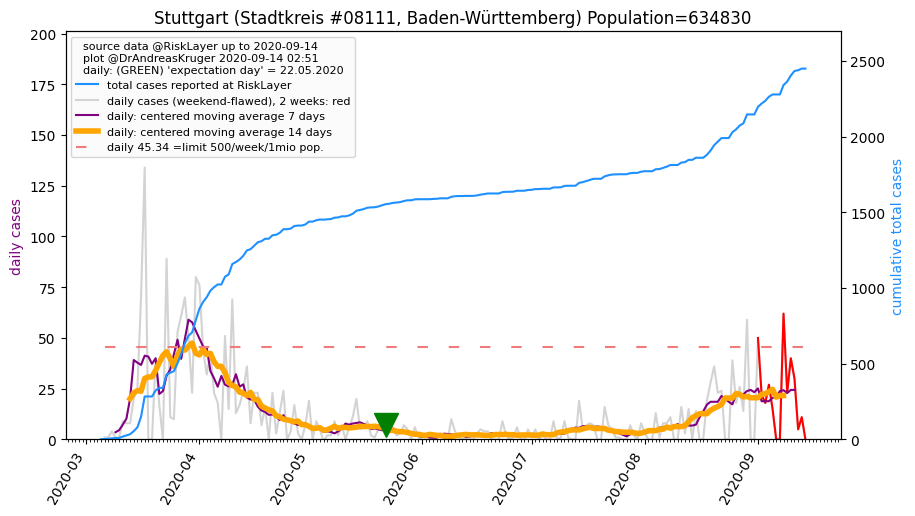 Stuttgart (Stadtkreis #08111, Baden-Württemberg) Population=634830
source data @RiskLayer up to 2020-09-14
plot @DrAndreasKruger 2020-09-14 02:51
daily: (GREEN) 'expectation day' = 22.05.2020
total cases reported at RiskLayer
daily cases (weekend-flawed), 2 weeks: red
daily: centered moving average 7 days
daily: centered moving average 14 days
daily 45.34 =limit 500/week/1mio pop.
daily cases
200
175
150
125
100
75
50
25
0
2500
2000
1500
1000
500
0
cumulative total cases
2020-03
2020-04
2020-05
2020-06
2020-07
2020-08
2020-09